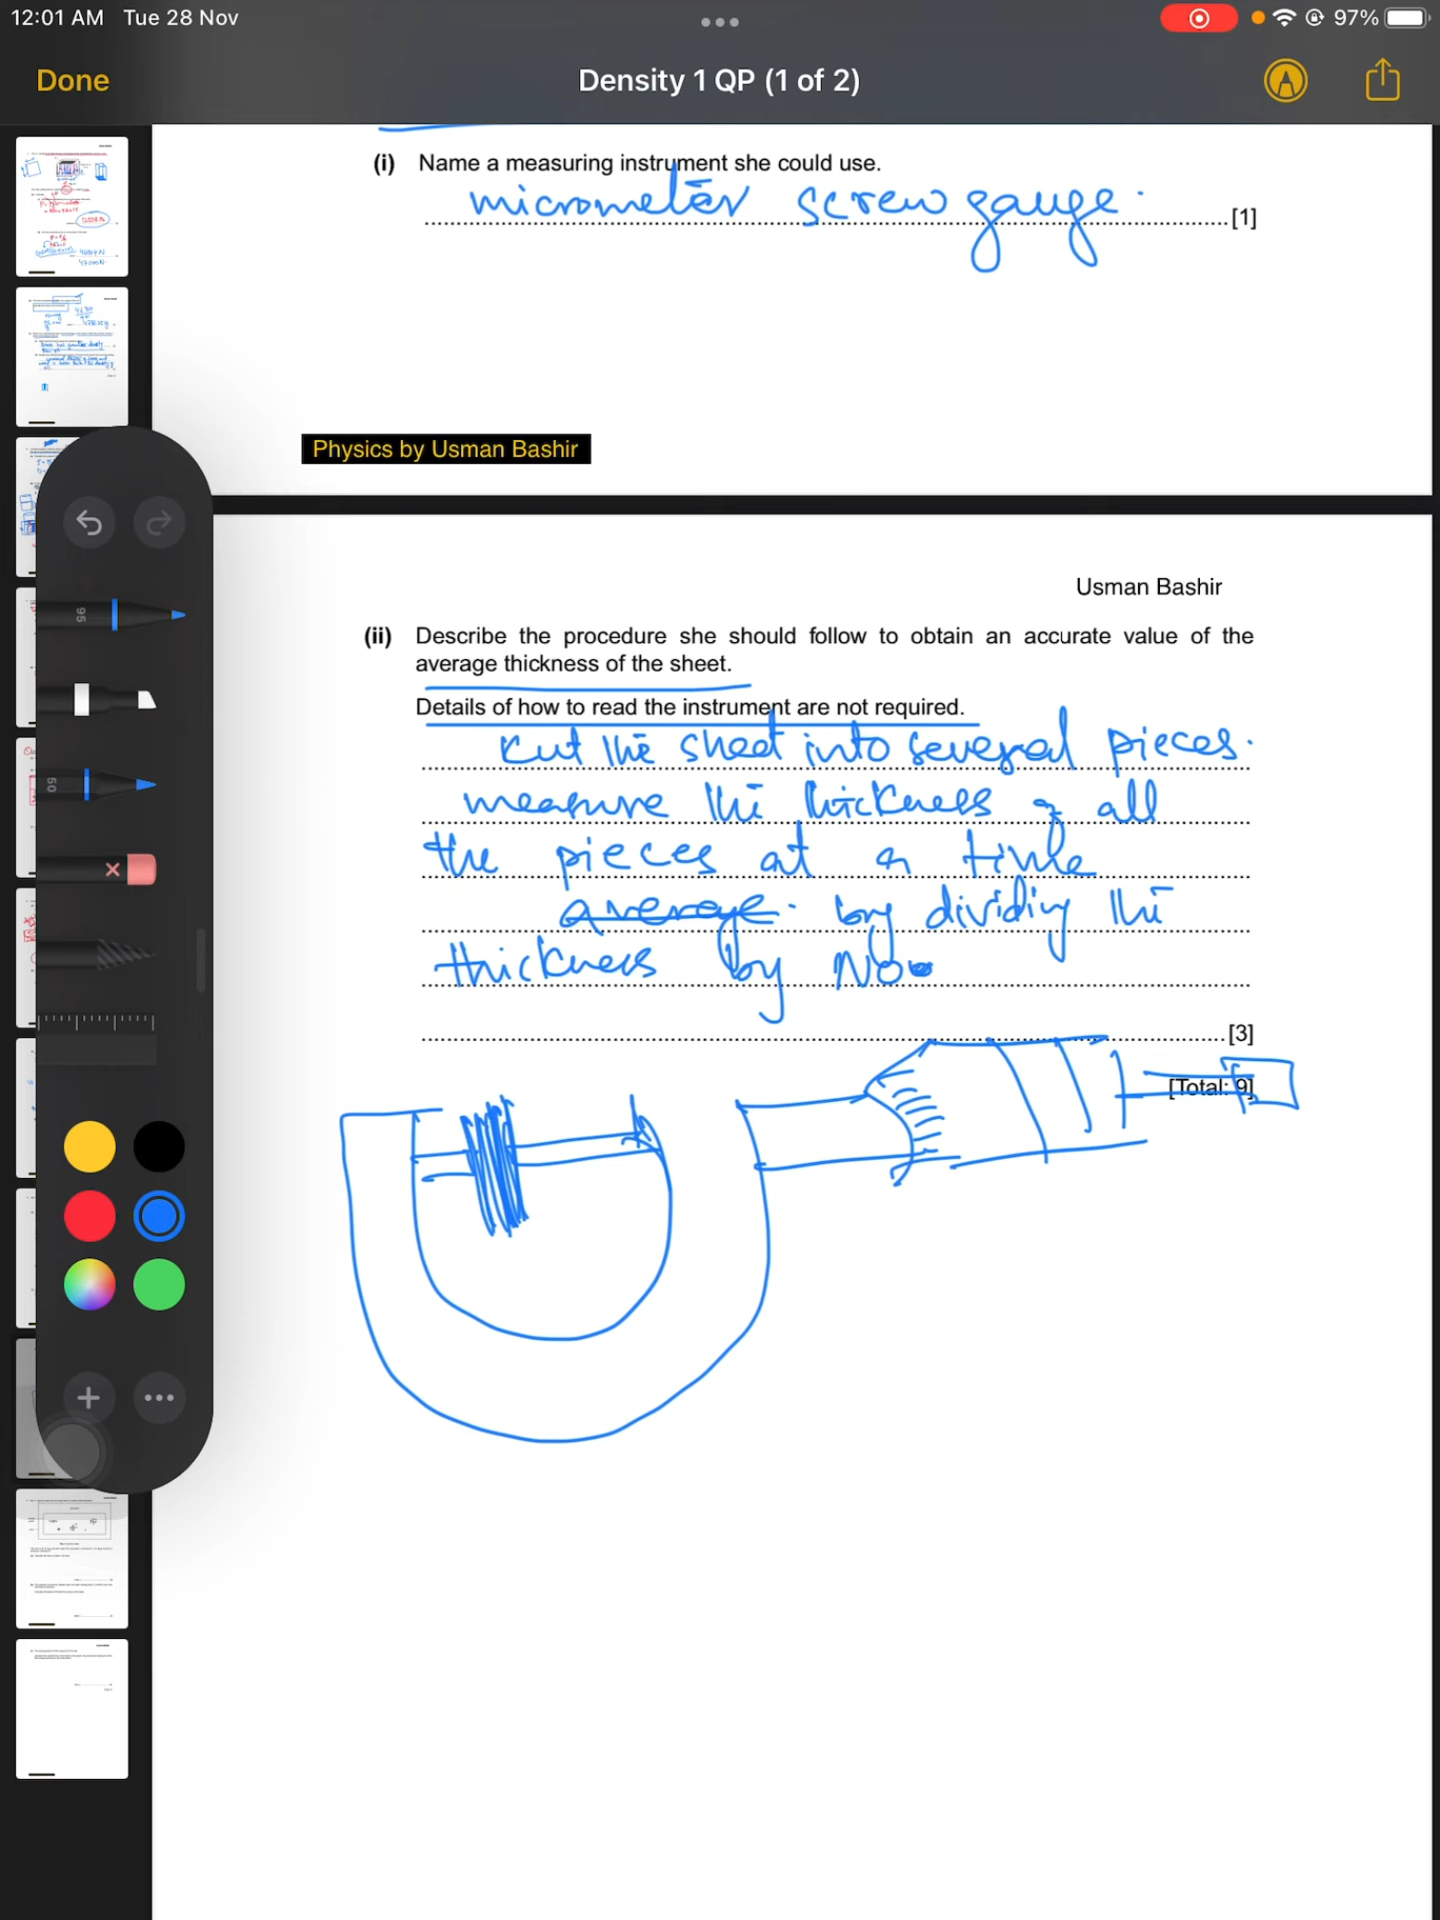 12:01 AM Tue 28 Nov
97%
Done
Density 1 QP (1 of 2)
(i) Name a measuring instrument she could use.
micrometer screw gauge.
[1]
Physics by Usman Bashir
Usman Bashir
(ii) Describe the procedure she should follow to obtain an accurate value of the
average thickness of the sheet.
Details of how to read the instrument are not required.
cut the sheet into several pieces.
measure the thickness of all
the pieces at a time
average. by dividing the
thickness by No
[3]
[Total: 9]
95
50